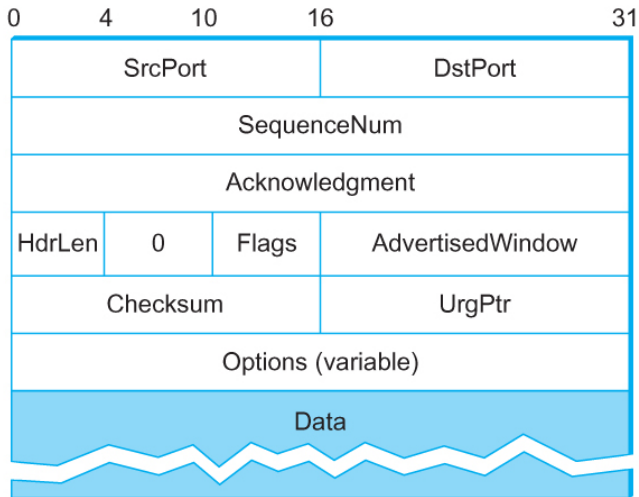 0 4 10 16 31
SrcPort DstPort
SequenceNum
Acknowledgment
HdrLen 0 Flags AdvertisedWindow
Checksum UrgPtr
Options (variable)
Data